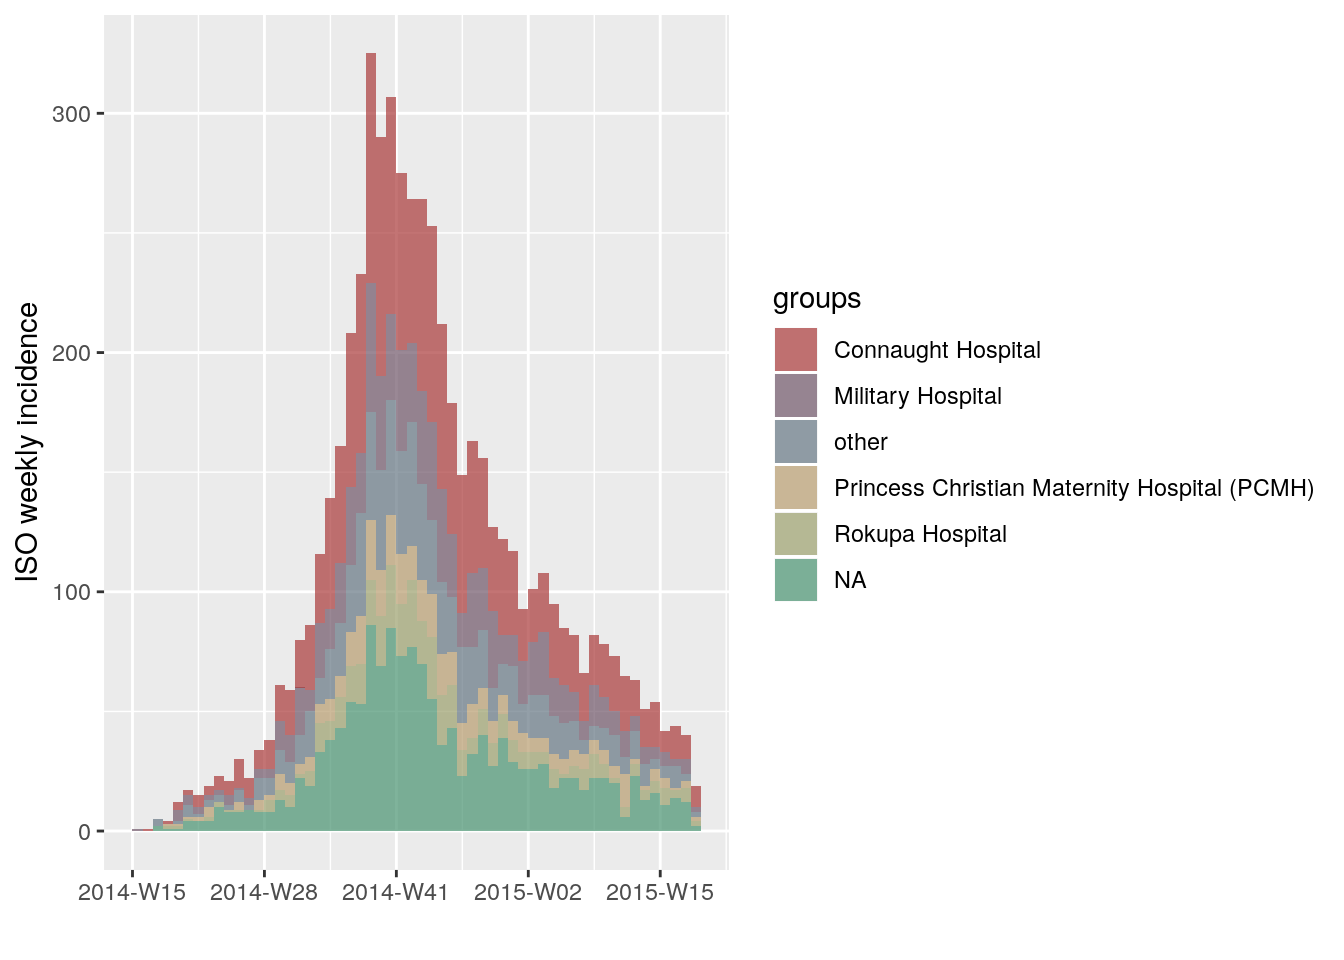 ISO weekly incidence
300
200
100
0
2014-W15 2014-W28 2014-W41 2015-W02 2015-W15
groups
Connaught Hospital
Military Hospital
other
Princess Christian Maternity Hospital (PCMH)
Rokupa Hospital
NA